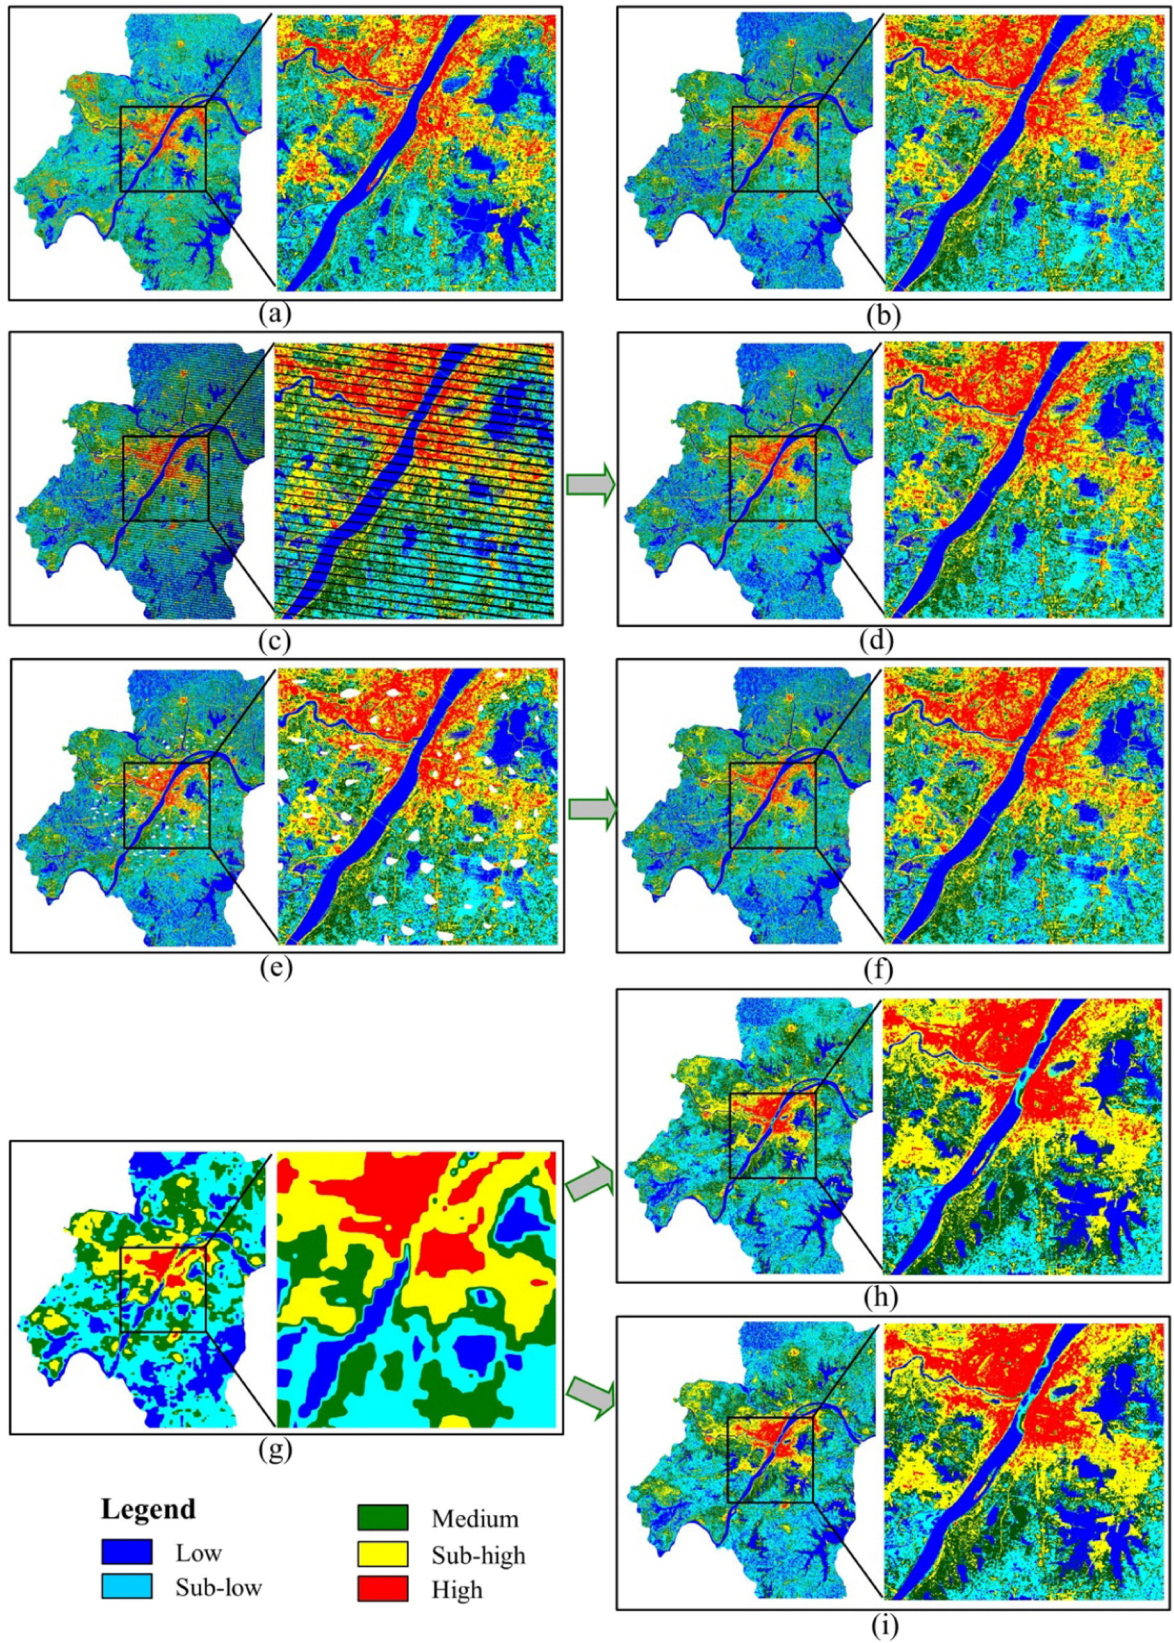 (a)
(b)
(c)
(d)
(e)
(f)
(h)
(g)
(i)
Legend
Low
Sub-low
Medium
Sub-high
High